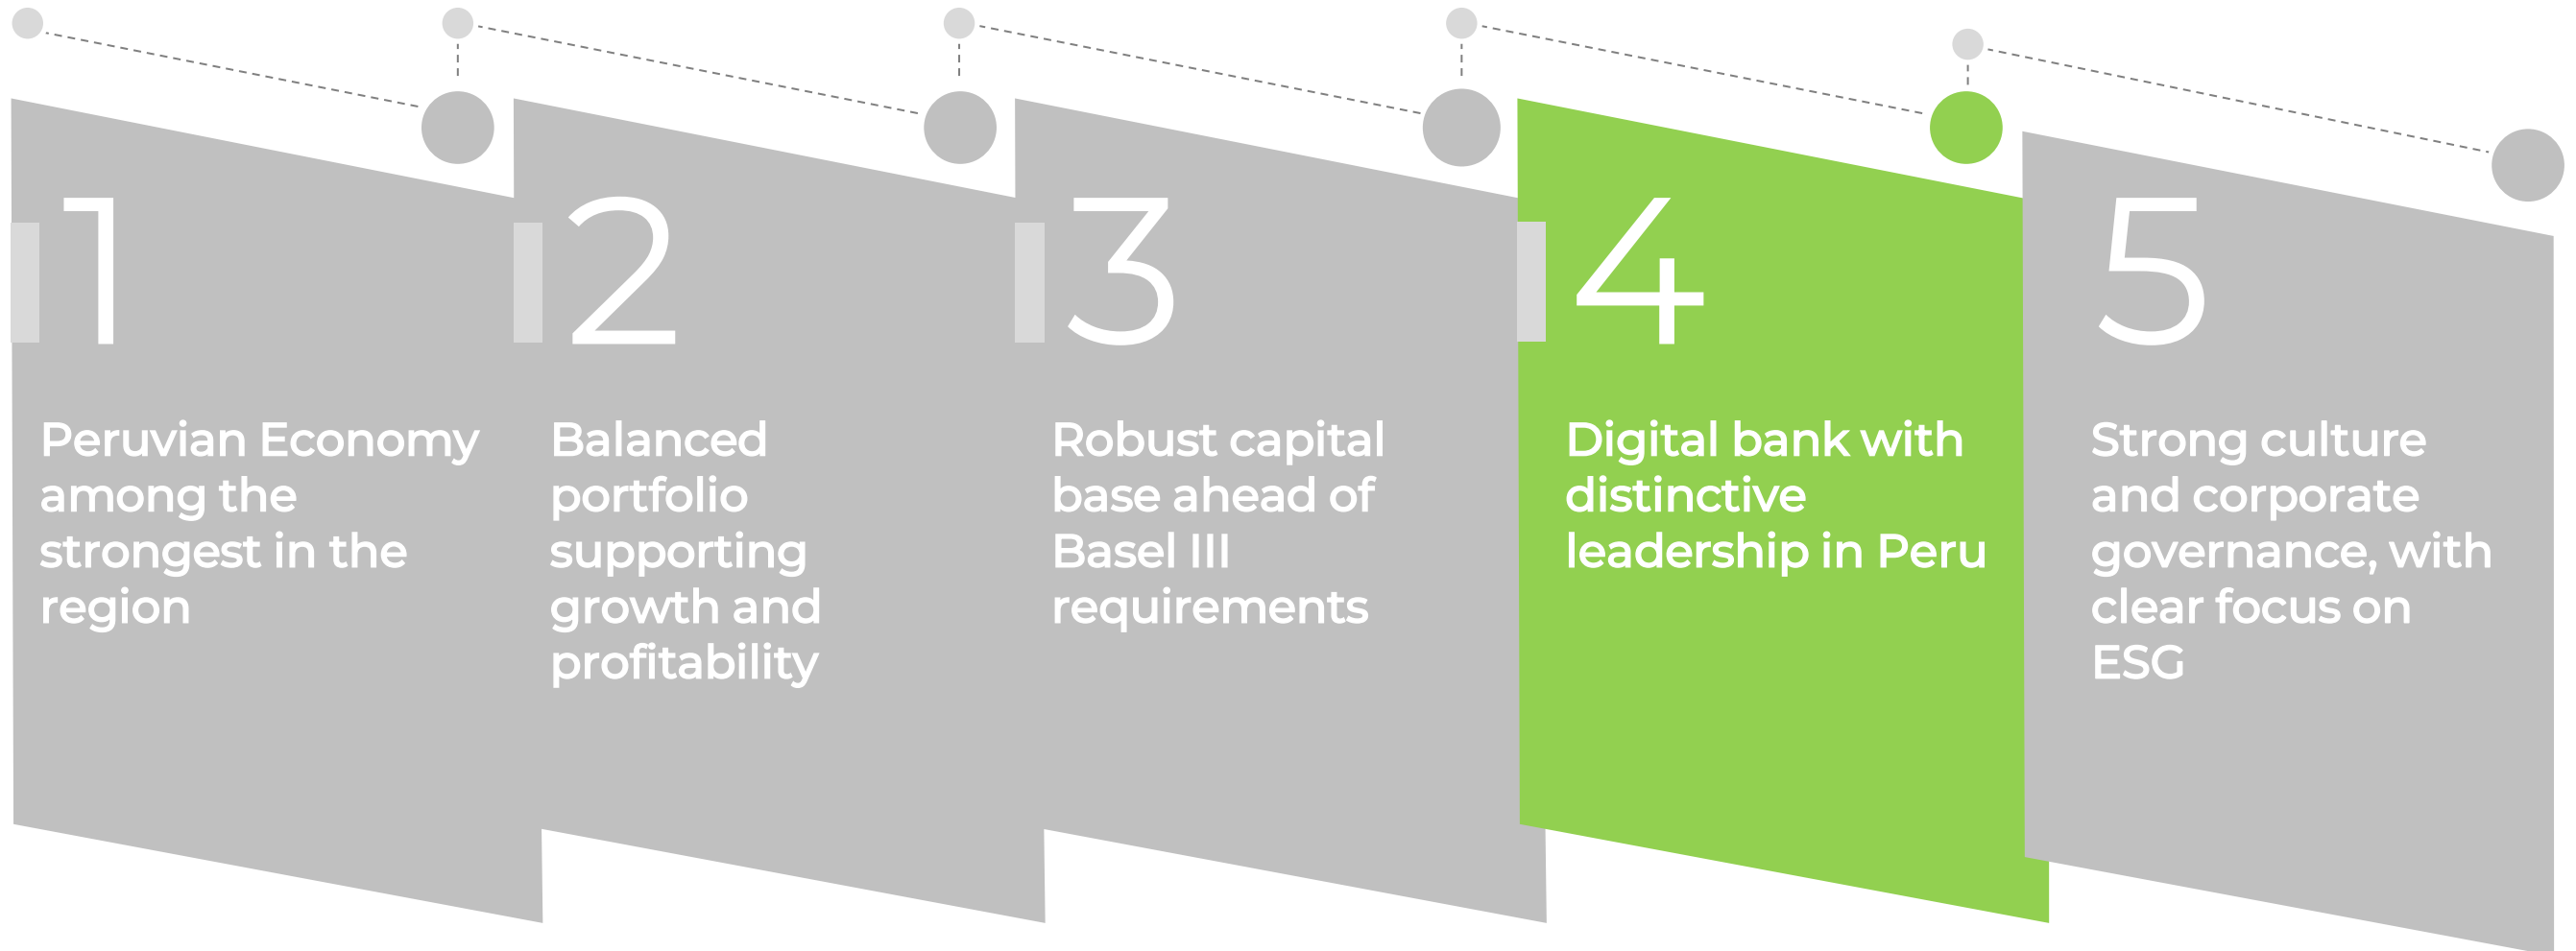 1
Peruvian Economy
among the
strongest in the
region
2
Balanced
portfolio
supporting
growth and
profitability
3
Robust capital
base ahead of
Basel III
requirements
4
Digital bank with
distinctive
leadership in Peru
5
Strong culture
and corporate
governance, with
clear focus on
ESG